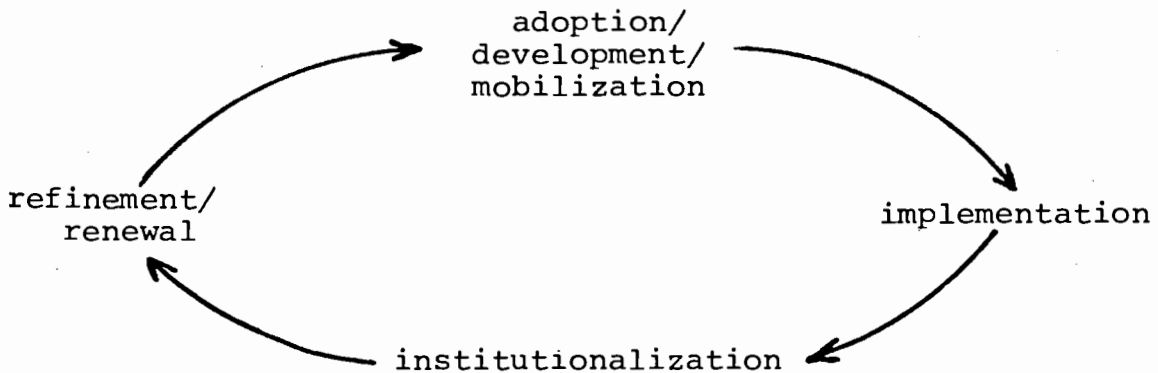 adoption/
development/
mobilization
refinement/
renewal
implementation
institutionalization